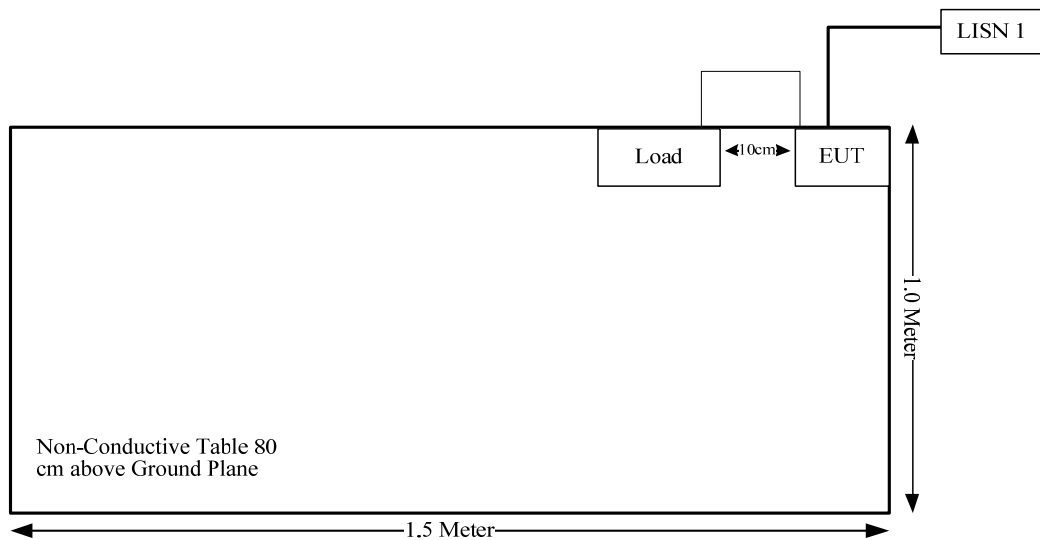 LISN 1
Load
10cm
EUT
1.0 Meter
Non-Conductive Table 80
cm above Ground Plane
1.5 Meter